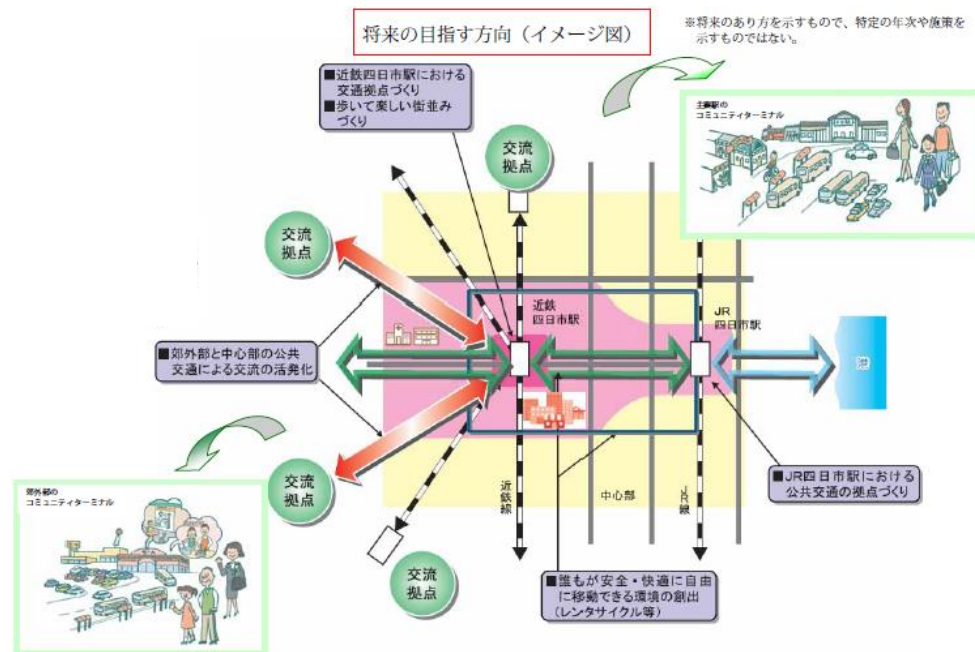 将来の目指す方向（イメージ図）
※将来のあり方を示すもので、特定の年次や施策を
示すものではない。
■近鉄四日市駅における
交通拠点づくり
■歩いて楽しい街並み
づくり
主要駅の
コミュニティターミナル
交流
拠点
交流
拠点
近鉄
四日市駅
JR
四日市駅
■郊外部と中心部の公共
交通による交流の活発化
港
交流
拠点
郊外部の
コミュニティターミナル
近鉄線
中心部
JR線
■JR四日市駅における
公共交通の拠点づくり
交流
拠点
■誰もが安全・快適に自由
に移動できる環境の創出
（レンタサイクル等）